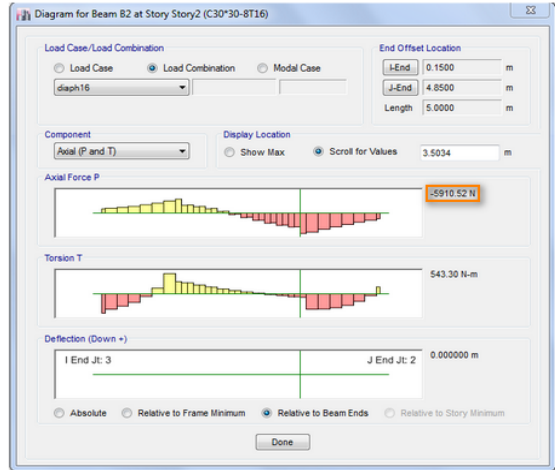 Diagram for Beam B2 at Story Story2 (C30*30-8T16)
Load Case/Load Combination
Load Case Load Combination Modal Case
diaph16
End Offset Location
I-End 0.1500 m
J-End 4.8500 m
Length 5.0000 m
Component
Axial (P and T)
Display Location
Show Max Scroll for Values 3.5034 m
Axial Force P
-5910.52 N
Torsion T
543.30 N-m
Deflection (Down +)
I End Jt: 3 J End Jt: 2 0.000000 m
Absolute Relative to Frame Minimum Relative to Beam Ends Relative to Story Minimum
Done